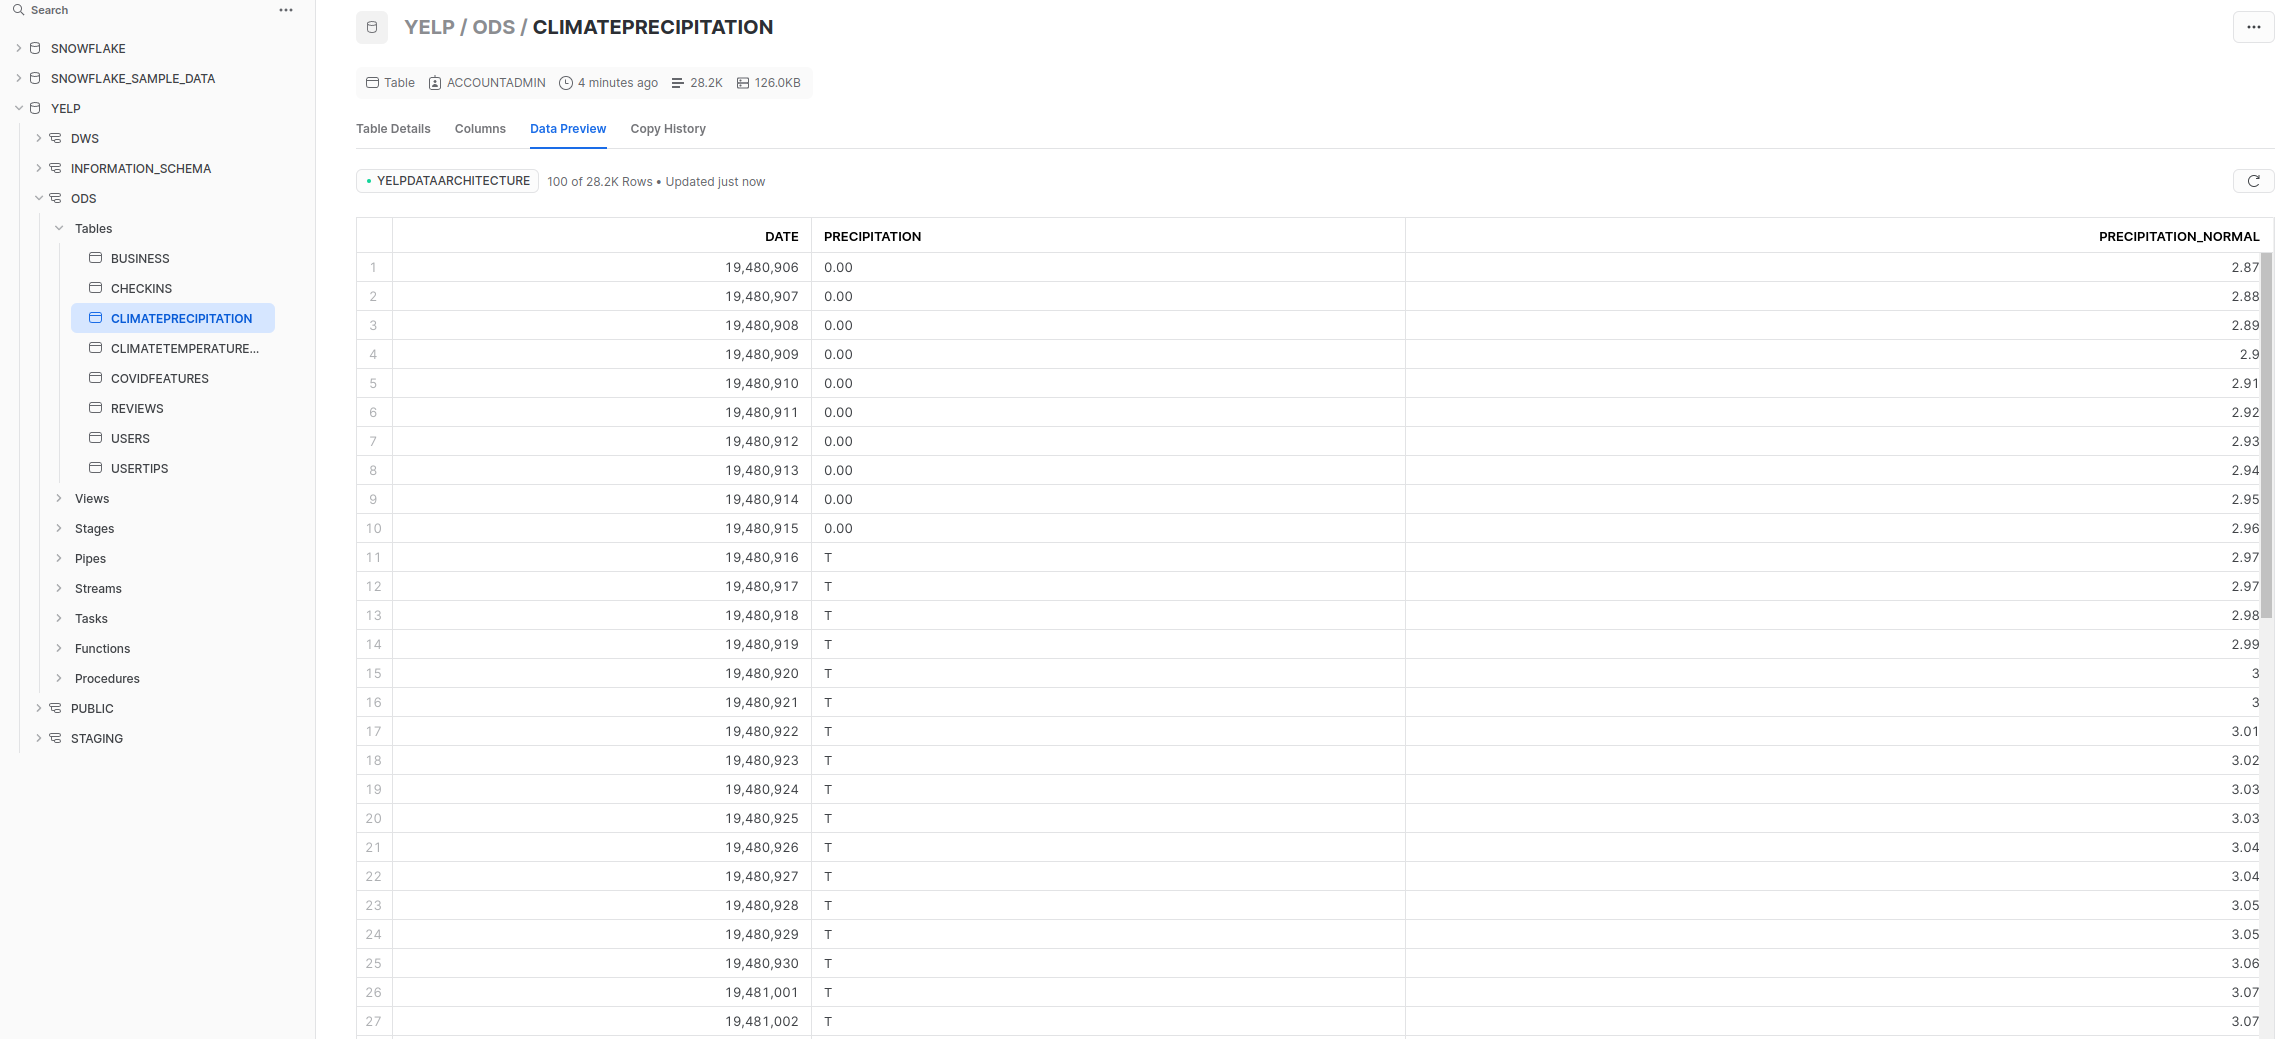 Search
SNOWFLAKE
SNOWFLAKE_SAMPLE_DATA
YELP
DWS
INFORMATION_SCHEMA
ODS
Tables
BUSINESS
CHECKINS
CLIMATEPRECIPITATION
CLIMATETEMPERATURE...
COVIDFEATURES
REVIEWS
USERS
USERTIPS
Views
Stages
Pipes
Streams
Tasks
Functions
Procedures
PUBLIC
STAGING
YELP / ODS / CLIMATEPRECIPITATION
Table ACCOUNTADMIN 4 minutes ago 28.2K 126.0KB
Table Details Columns Data Preview Copy History
YELPDATAARCHITECTURE 100 of 28.2K Rows • Updated just now
DATE PRECIPITATION PRECIPITATION_NORMAL
1 19,480,906 0.00 2.87
2 19,480,907 0.00 2.88
3 19,480,908 0.00 2.89
4 19,480,909 0.00 2.9
5 19,480,910 0.00 2.91
6 19,480,911 0.00 2.92
7 19,480,912 0.00 2.93
8 19,480,913 0.00 2.94
9 19,480,914 0.00 2.95
10 19,480,915 0.00 2.96
11 19,480,916 T 2.97
12 19,480,917 T 2.97
13 19,480,918 T 2.98
14 19,480,919 T 2.99
15 19,480,920 T 3
16 19,480,921 T 3
17 19,480,922 T 3.01
18 19,480,923 T 3.02
19 19,480,924 T 3.03
20 19,480,925 T 3.03
21 19,480,926 T 3.04
22 19,480,927 T 3.04
23 19,480,928 T 3.05
24 19,480,929 T 3.05
25 19,480,930 T 3.06
26 19,481,001 T 3.07
27 19,481,002 T 3.07